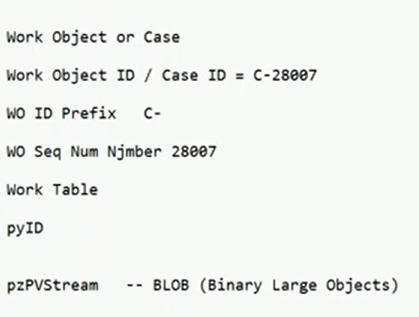 Work Object or Case
Work Object ID / Case ID = C-28007
WO ID Prefix   C-
WO Seq Num Njmber 28007
Work Table
pyID
pzPVStream   -- BLOB (Binary Large Objects)